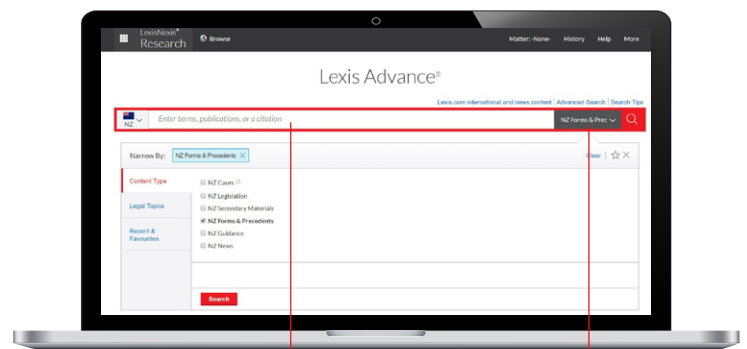 LexisNexis®
Research
Browse
Matter: -None-
History
Help
More
Lexis Advance®
Lexis.com international and news content | Advanced Search | Search Tips
NZ
Enter terms, publications, or a citation
NZ Forms & Prec
Narrow By:
NZ Forms & Precedents
Clear
Content Type
Legal Topics
Recent &
Favourites
NZ Cases
NZ Legislation
NZ Secondary Materials
NZ Forms & Precedents
NZ Guidance
NZ News
Search